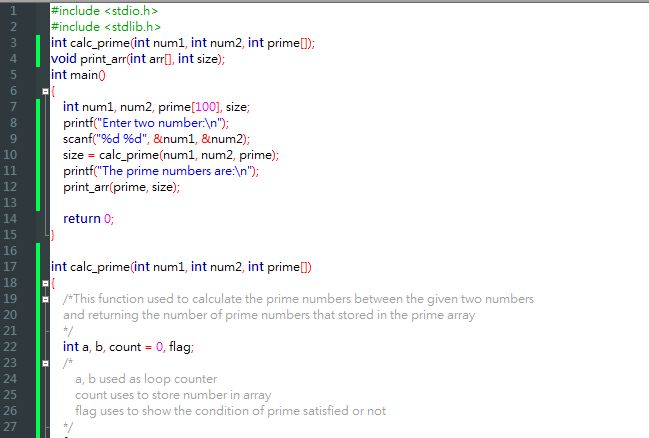 1 #include <stdio.h>
2 #include <stdlib.h>
3 int calc_prime(int num1, int num2, int prime[]);
4 void print_arr(int arr[], int size);
5 int main()
6 {
7 int num1, num2, prime[100], size;
8 printf("Enter two number:\n");
9 scanf("%d %d", &num1, &num2);
10 size = calc_prime(num1, num2, prime);
11 printf("The prime numbers are:\n");
12 print_arr(prime, size);
13
14 return 0;
15 }
16
17 int calc_prime(int num1, int num2, int prime[])
18 {
19 /*This function used to calculate the prime numbers between the given two numbers
20 and returning the number of prime numbers that stored in the prime array
21 */
22 int a, b, count = 0, flag;
23 /*
24 a, b used as loop counter
25 count uses to store number in array
26 flag uses to show the condition of prime satisfied or not
27 */